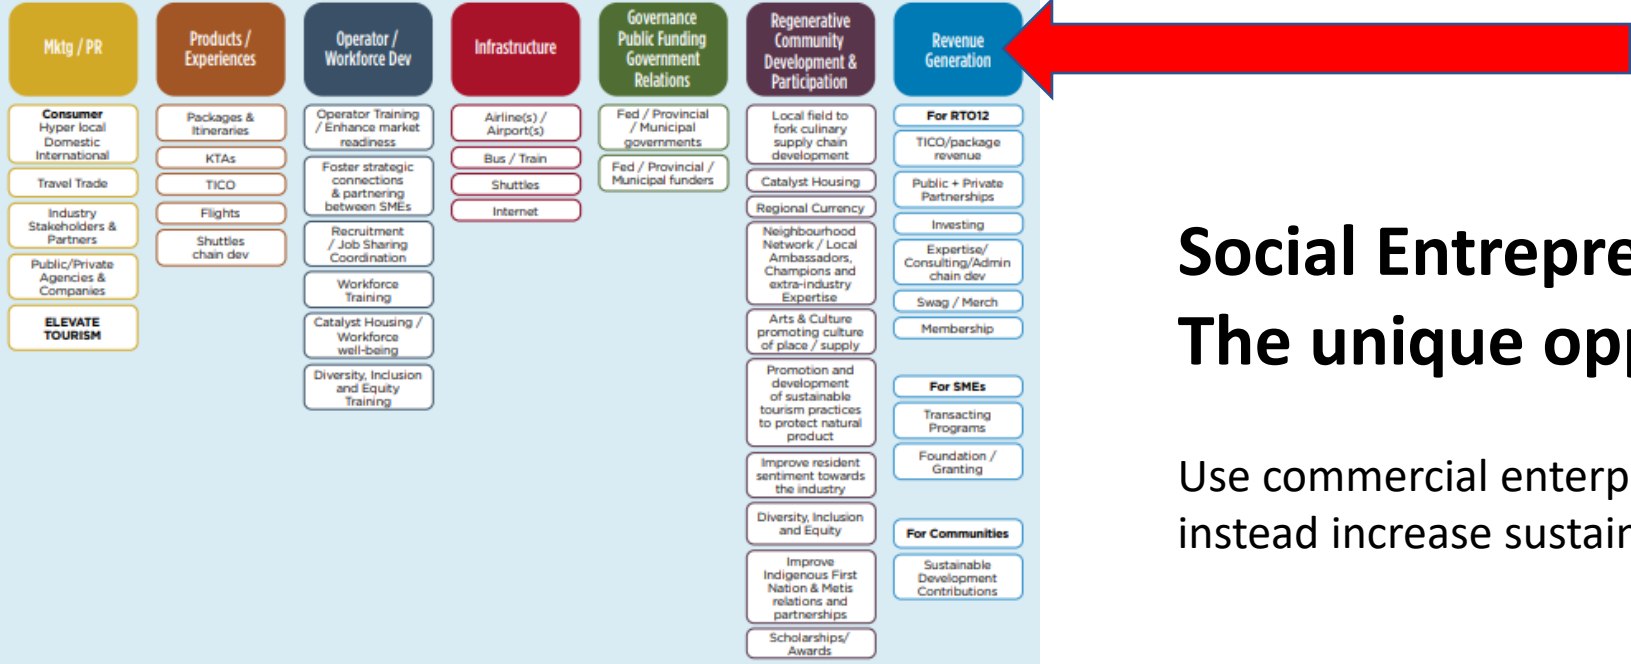 Mktg / PR
Consumer
Hyper local
Domestic
International
Travel Trade
Industry
Stakeholders &
Partners
Public/Private
Agencies &
Companies
ELEVATE
TOURISM
Products /
Experiences
Packages &
Itineraries
KTAs
TICO
Flights
Shuttles
chain dev
Operator /
Workforce Dev
Operator Training
/ Enhance market
readiness
Foster strategic
connections
& partnering
between SMEs
Recruitment
/ Job Sharing
Coordination
Workforce
Training
Catalyst Housing /
Workforce
well-being
Diversity, Inclusion
and Equity
Training
Infrastructure
Airline(s) /
Airport(s)
Bus / Train
Shuttles
Internet
Governance
Public Funding
Government
Relations
Fed / Provincial
/ Municipal
governments
Fed / Provincial /
Municipal funders
Regenerative
Community
Development &
Participation
Local field to
fork culinary
supply chain
development
Catalyst Housing
Regional Currency
Neighbourhood
Network / Local
Ambassadors,
Champions and
extra-industry
Expertise
Arts & Culture
promoting culture
of place / supply
Promotion and
development
of sustainable
tourism practices
to protect natural
product
Improve resident
sentiment towards
the industry
Diversity, Inclusion
and Equity
Improve
Indigenous First
Nation & Metis
relations and
partnerships
Scholarships/
Awards
Revenue
Generation
For RTO12
TICO/package
revenue
Public + Private
Partnerships
Investing
Expertise/
Consulting/Admin
chain dev
Swag / Merch
Membership
For SMEs
Transacting
Programs
Foundation /
Granting
For Communities
Sustainable
Development
Contributions
Social Entrepre
The unique opp
Use commercial enterp
instead increase sustain